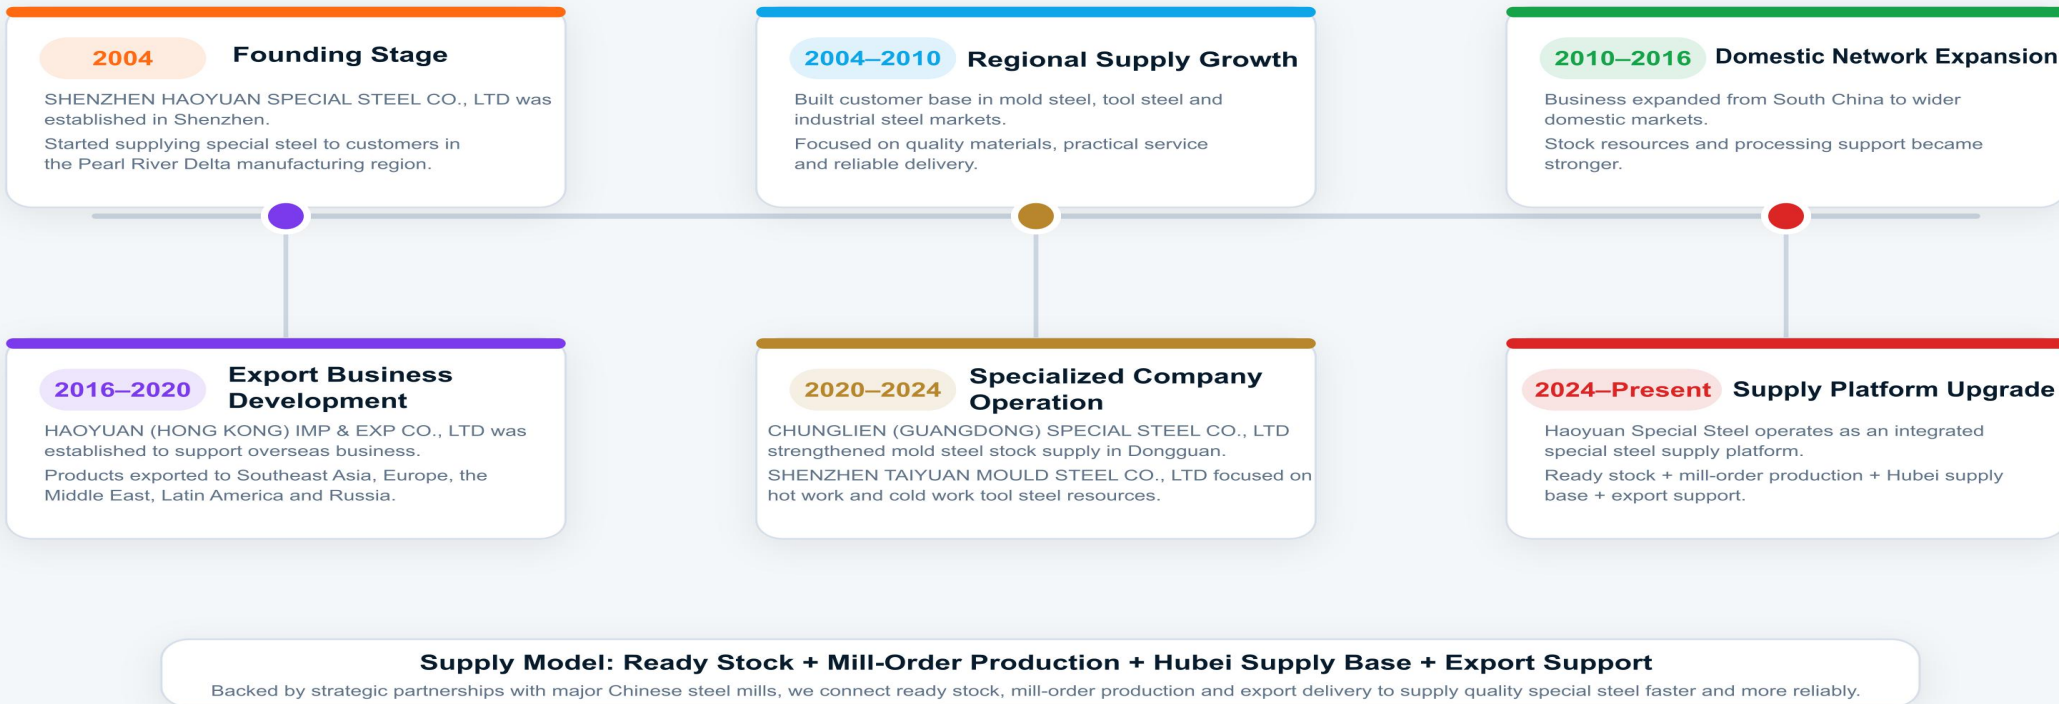 2004
Founding Stage
SHENZHEN HAOYUAN SPECIAL STEEL CO., LTD was
established in Shenzhen.
Started supplying special steel to customers in
the Pearl River Delta manufacturing region.
2004–2010
Regional Supply Growth
Built customer base in mold steel, tool steel and
industrial steel markets.
Focused on quality materials, practical service
and reliable delivery.
2010–2016
Domestic Network Expansion
Business expanded from South China to wider
domestic markets.
Stock resources and processing support became
stronger.
2016–2020
Export Business
Development
HAOYUAN (HONG KONG) IMP & EXP CO., LTD was
established to support overseas business.
Products exported to Southeast Asia, Europe, the
Middle East, Latin America and Russia.
2020–2024
Specialized Company
Operation
CHUNGLIEN (GUANGDONG) SPECIAL STEEL CO., LTD
strengthened mold steel stock supply in Dongguan.
SHENZHEN TAIYUAN MOULD STEEL CO., LTD focused on
hot work and cold work tool steel resources.
2024–Present
Supply Platform Upgrade
Haoyuan Special Steel operates as an integrated
special steel supply platform.
Ready stock + mill-order production + Hubei supply
base + export support.
Supply Model: Ready Stock + Mill-Order Production + Hubei Supply Base + Export Support
Backed by strategic partnerships with major Chinese steel mills, we connect ready stock, mill-order production and export delivery to supply quality special steel faster and more reliably.